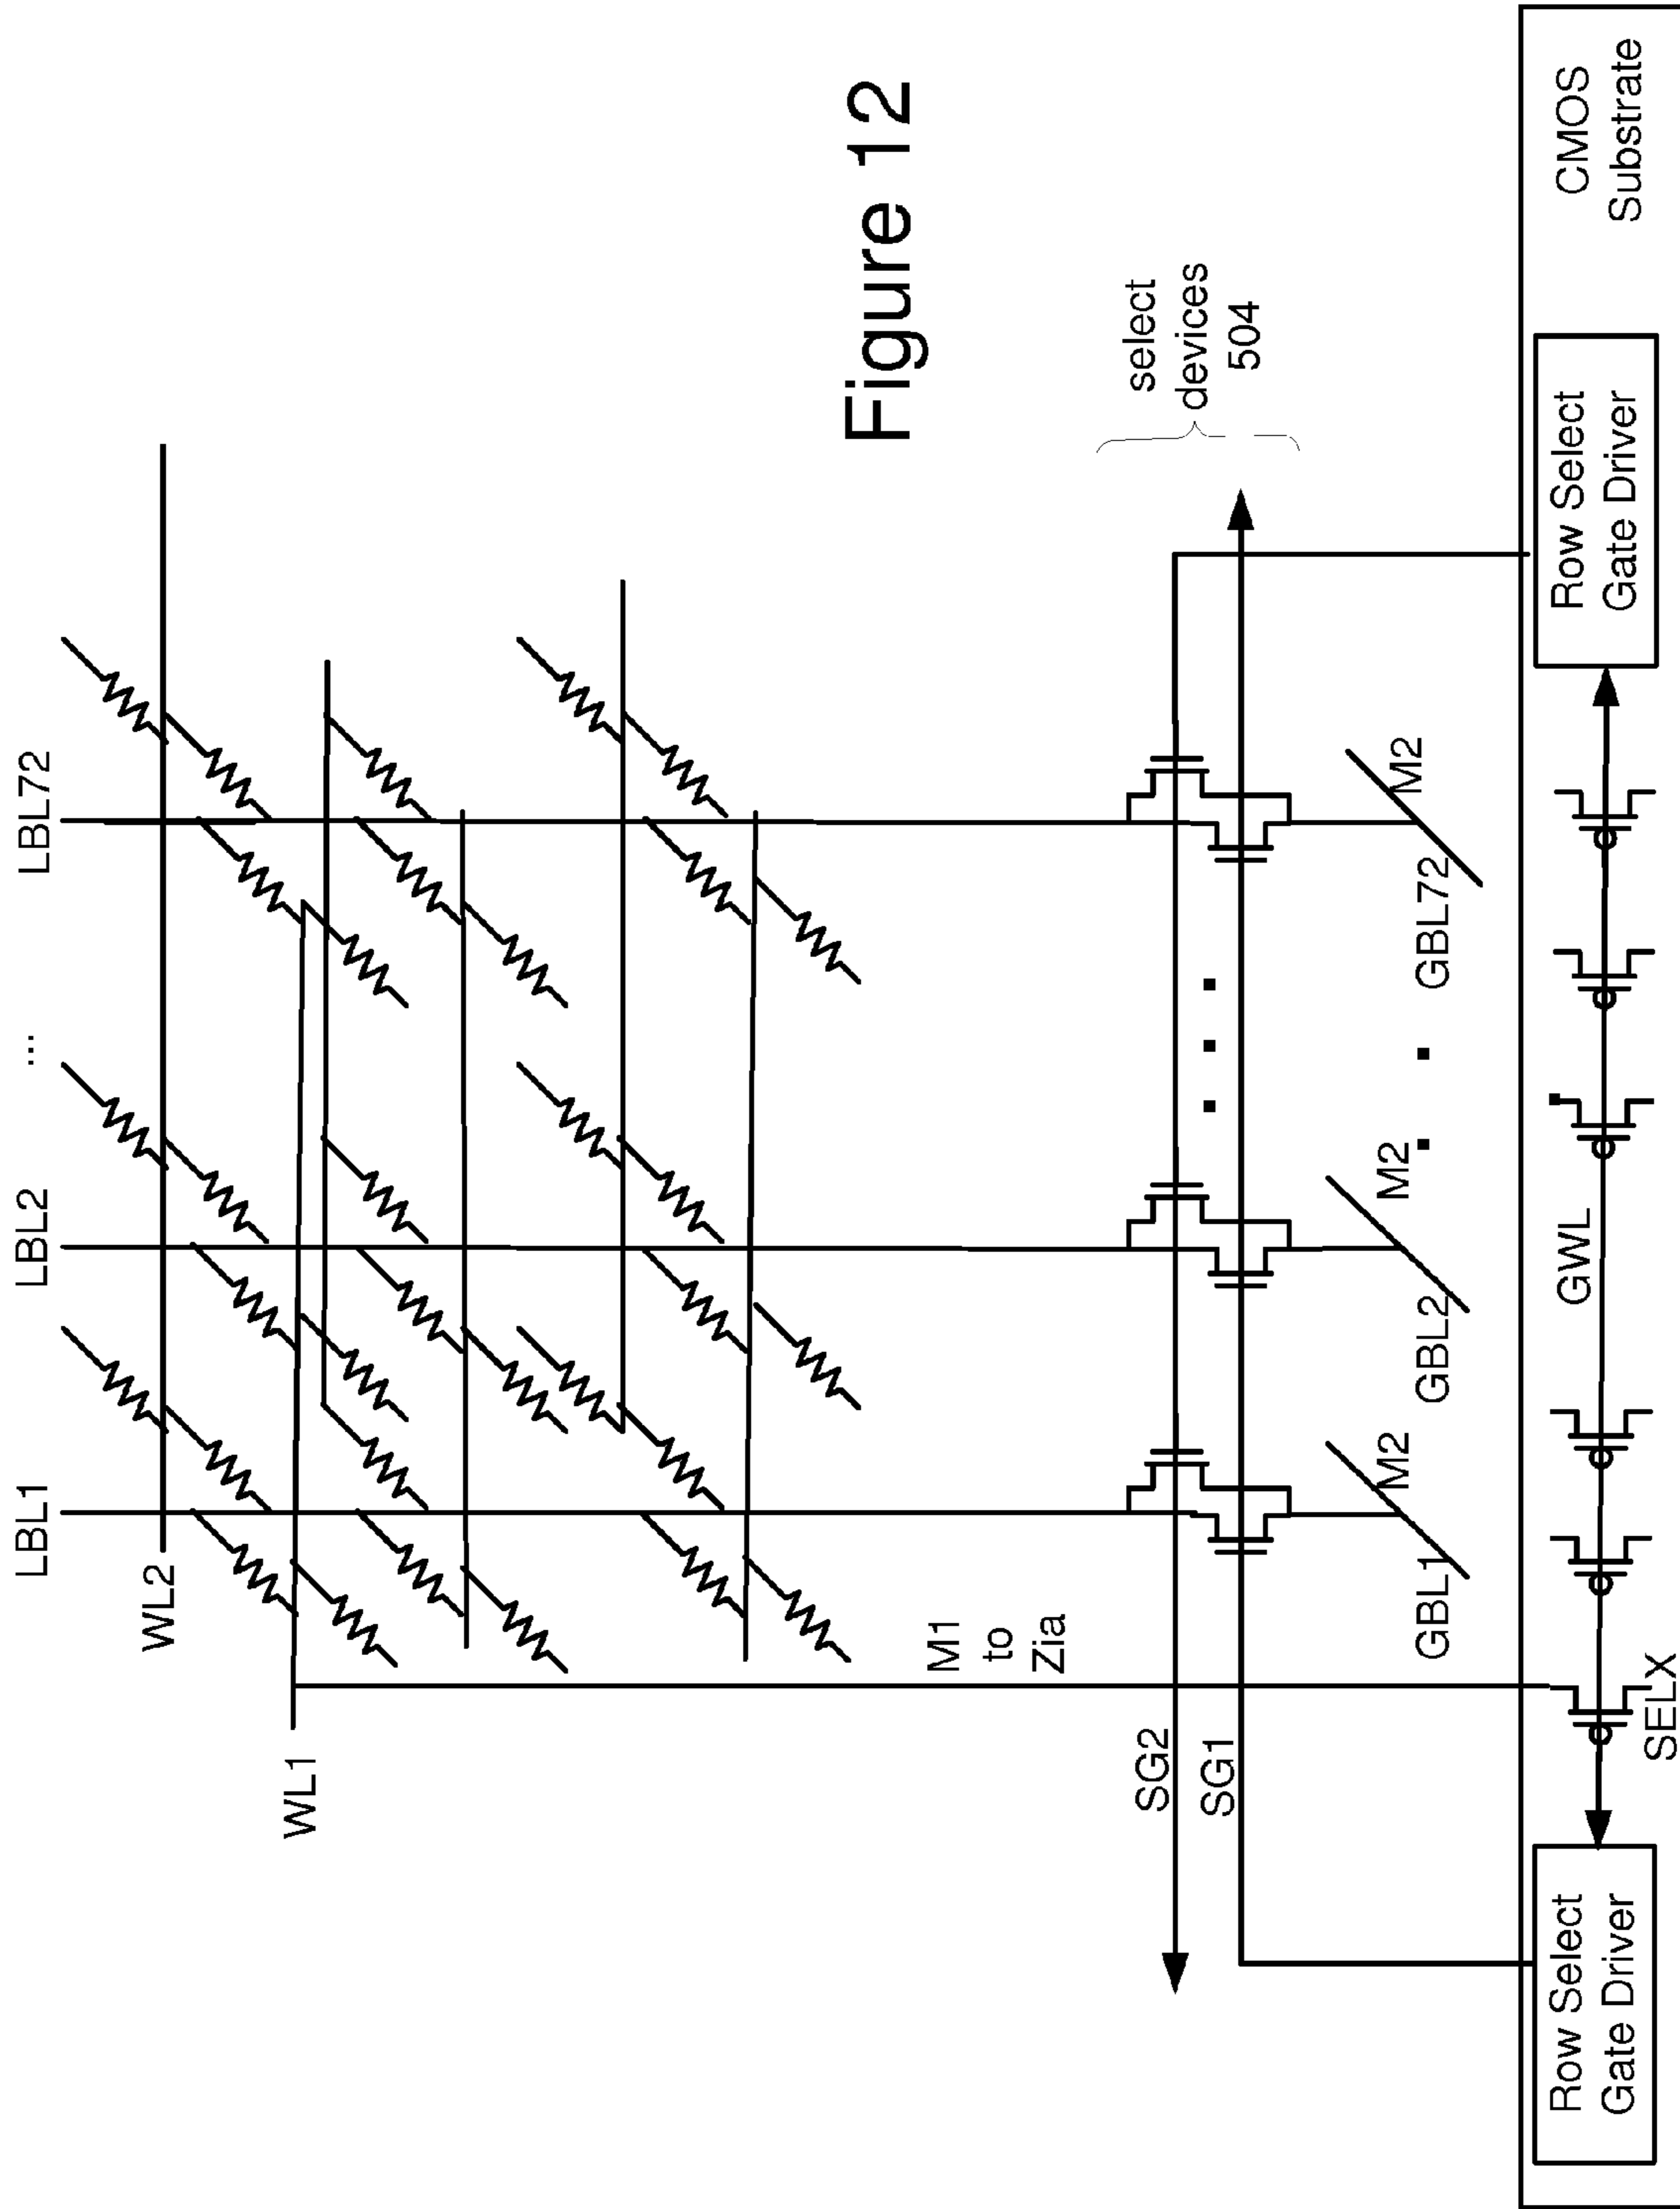 LBL1
LBL2
...
LBL72
WL2
WL1
M1
to
Zia
Figure 12
select
devices
504
SG2
SG1
M2
M2
M2
GBL1
GBL2
GBL72
GWL
SELX
Row Select
Gate Driver
Row Select
Gate Driver
CMOS
Substrate